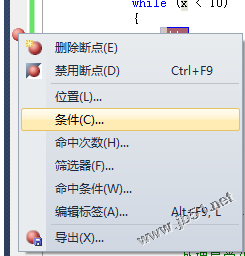 while (x < 10)
{
删除断点(E)
禁用断点(D) Ctrl+F9
位置(L)...
条件(C)...
命中次数(H)...
筛选器(F)...
命中条件(W)...
编辑标签(A)... Alt+F9, L
导出(X)...
www.jb51.net